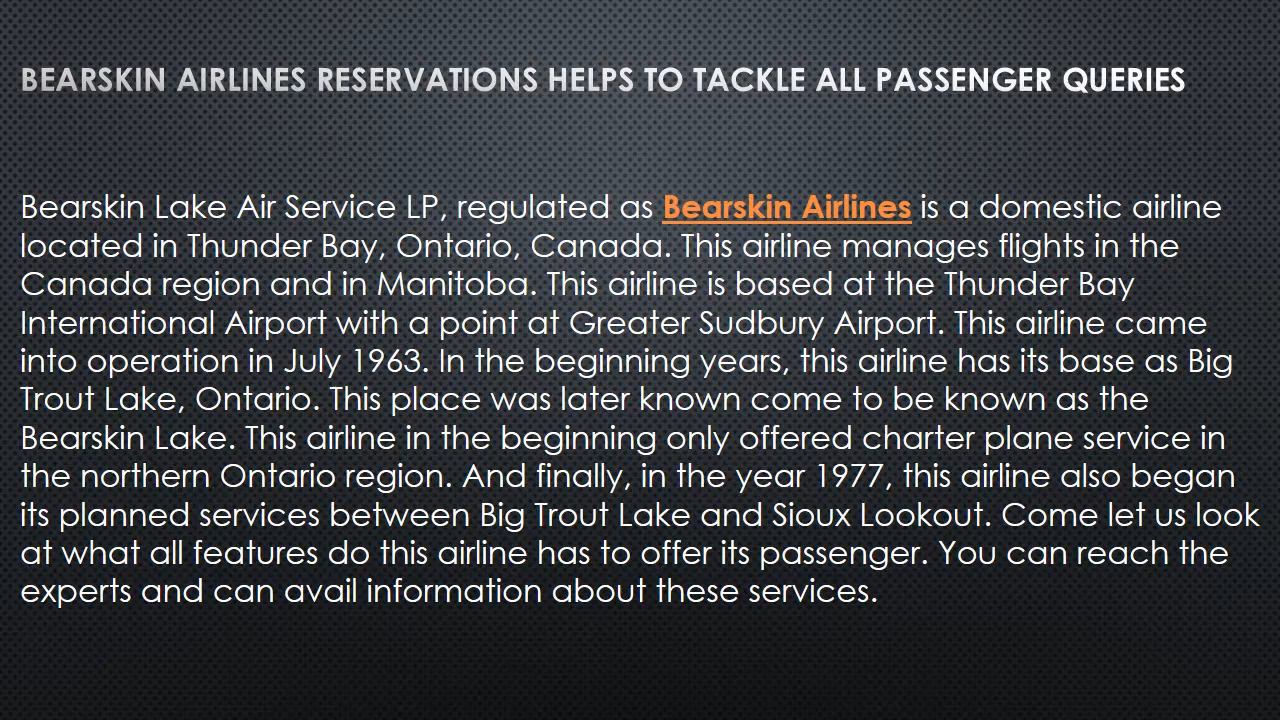 BEARSKIN AIRLINES RESERVATIONS HELPS TO TACKLE ALL PASSENGER QUERIES
Bearskin Lake Air Service LP, regulated as Bearskin Airlines is a domestic airline
located in Thunder Bay, Ontario, Canada. This airline manages flights in the
Canada region and in Manitoba. This airline is based at the Thunder Bay
International Airport with a point at Greater Sudbury Airport. This airline came
into operation in July 1963. In the beginning years, this airline has its base as Big
Trout Lake, Ontario. This place was later known come to be known as the
Bearskin Lake. This airline in the beginning only offered charter plane service in
the northern Ontario region. And finally, in the year 1977, this airline also began
its planned services between Big Trout Lake and Sioux Lookout. Come let us look
at what all features do this airline has to offer its passenger. You can reach the
experts and can avail information about these services.